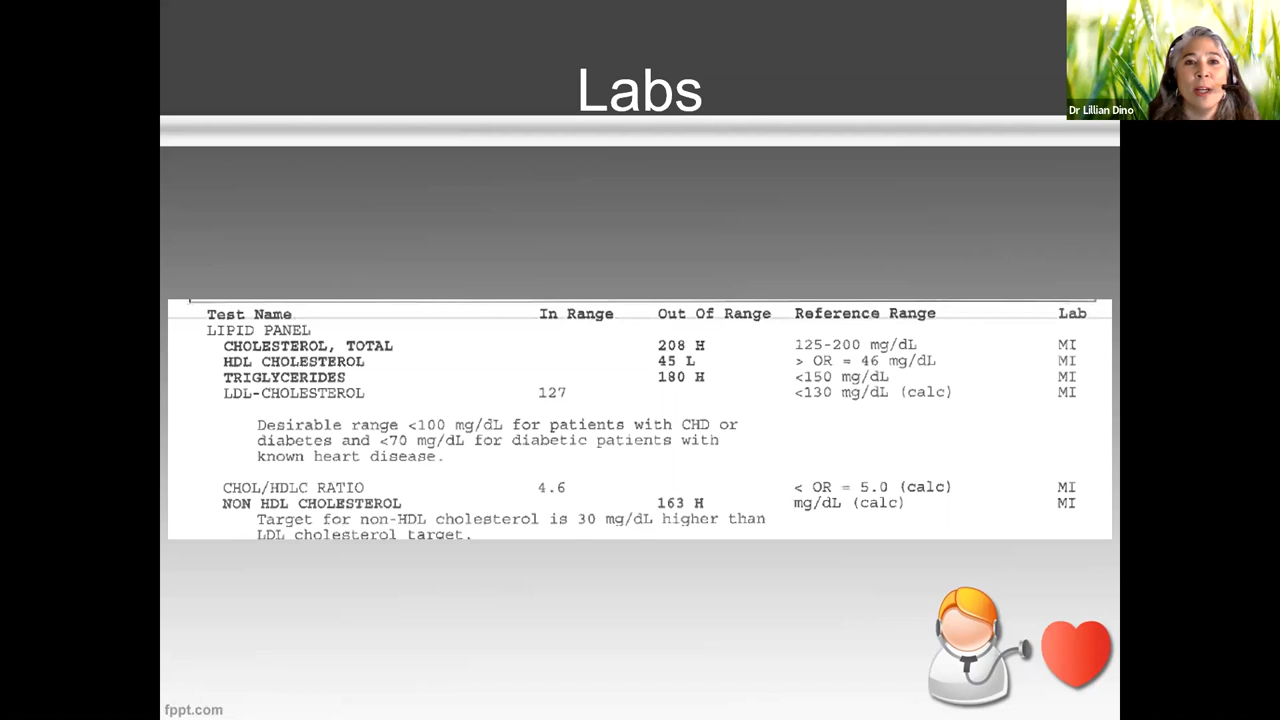 Labs
Dr Lillian Dino
Test Name In Range Out Of Range Reference Range Lab
LIPID PANEL
CHOLESTEROL, TOTAL 208 H 125-200 mg/dL MI
HDL CHOLESTEROL 45 L > OR = 46 mg/dL MI
TRIGLYCERIDES 180 H <150 mg/dL MI
LDL-CHOLESTEROL 127 <130 mg/dL (calc) MI
Desirable range <100 mg/dL for patients with CHD or
diabetes and <70 mg/dL for diabetic patients with
known heart disease.
CHOL/HDLC RATIO 4.6 < OR = 5.0 (calc) MI
NON HDL CHOLESTEROL 163 H mg/dL (calc) MI
Target for non-HDL cholesterol is 30 mg/dL higher than
LDL cholesterol target.
fppt.com